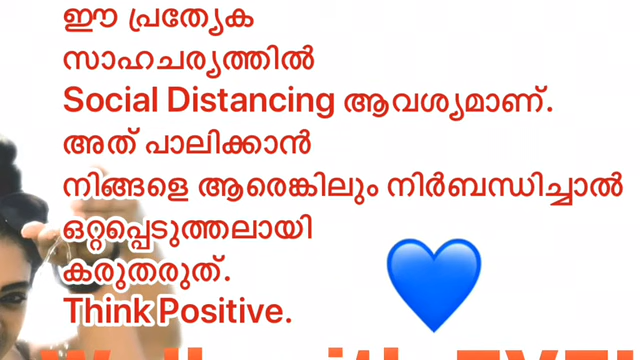 ഈ പ്രത്യേക
സാഹചര്യത്തിൽ
Social Distancing ആവശ്യമാണ്.
അത് പാലിക്കാൻ
നിങ്ങളെ ആരെങ്കിലും നിർബന്ധിച്ചാൽ
ഒറ്റപ്പെടുത്തലായി
കരുതരുത്.
Think Positive.